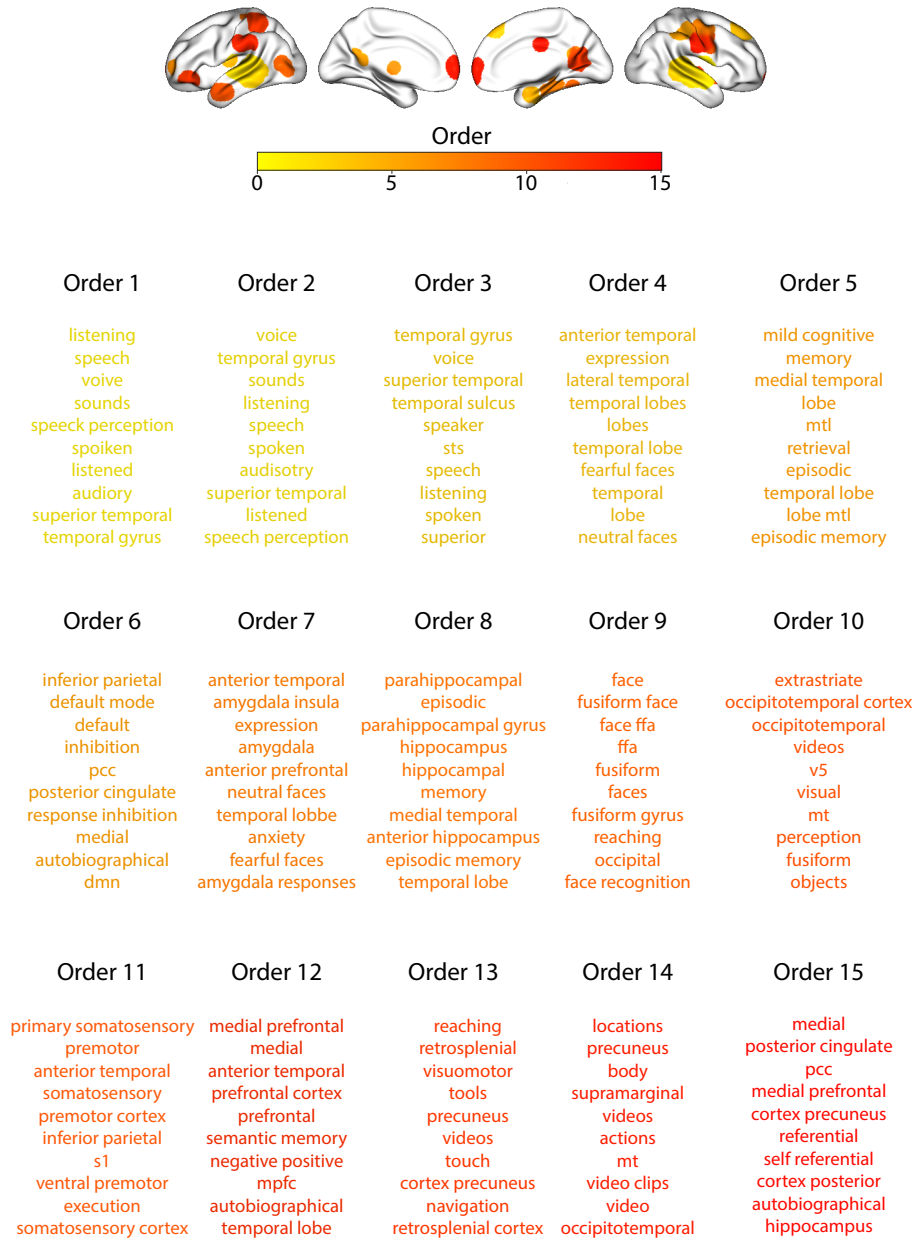 Order
0 5 10 15
Order 1 Order 2 Order 3 Order 4 Order 5
listening voice temporal gyrus anterior temporal mild cognitive
speech temporal gyrus voice expression memory
voive sounds superior temporal lateral temporal medial temporal
sounds listening temporal sulcus temporal lobes lobe
speeck perception speech speaker lobes mtl
spoiken spoken sts temporal lobe retrieval
listened audisotry speech fearful faces episodic
audiory superior temporal listening temporal temporal lobe
superior temporal listened spoken lobe lobe mtl
temporal gyrus speech perception superior neutral faces episodic memory
Order 6 Order 7 Order 8 Order 9 Order 10
inferior parietal anterior temporal parahippocampal face extrastriate
default mode amygdala insula episodic fusiform face occipitotemporal cortex
default expression parahippocampal gyrus face ffa occipitotemporal
inhibition amygdala hippocampus ffa videos
pcc anterior prefrontal hippocampal fusiform v5
posterior cingulate neutral faces memory faces visual
response inhibition temporal lobbe medial temporal fusiform gyrus mt
medial anxiety anterior hippocampus reaching perception
autobiographical fearful faces episodic memory occipital fusiform
dmn amygdala responses temporal lobe face recognition objects
Order 11 Order 12 Order 13 Order 14 Order 15
primary somatosensory medial prefrontal reaching locations medial
premotor medial retrosplenial precuneus posterior cingulate
anterior temporal anterior temporal visuomotor body pcc
somatosensory prefrontal cortex tools supramarginal medial prefrontal
premotor cortex prefrontal precuneus videos cortex precuneus
inferior parietal semantic memory videos actions referential
s1 negative positive touch mt self referential
ventral premotor mpfc cortex precuneus video clips cortex posterior
execution autobiographical navigation video autobiographical
somatosensory cortex temporal lobe retrosplenial cortex occipitotemporal hippocampus